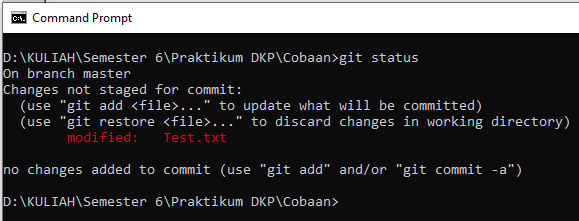 Command Prompt
D:\KULIAH\Semester 6\Praktikum DKP\Cobaan>git status
On branch master
Changes not staged for commit:
  (use "git add <file>..." to update what will be committed)
  (use "git restore <file>..." to discard changes in working directory)
        modified:   Test.txt
no changes added to commit (use "git add" and/or "git commit -a")
D:\KULIAH\Semester 6\Praktikum DKP\Cobaan>